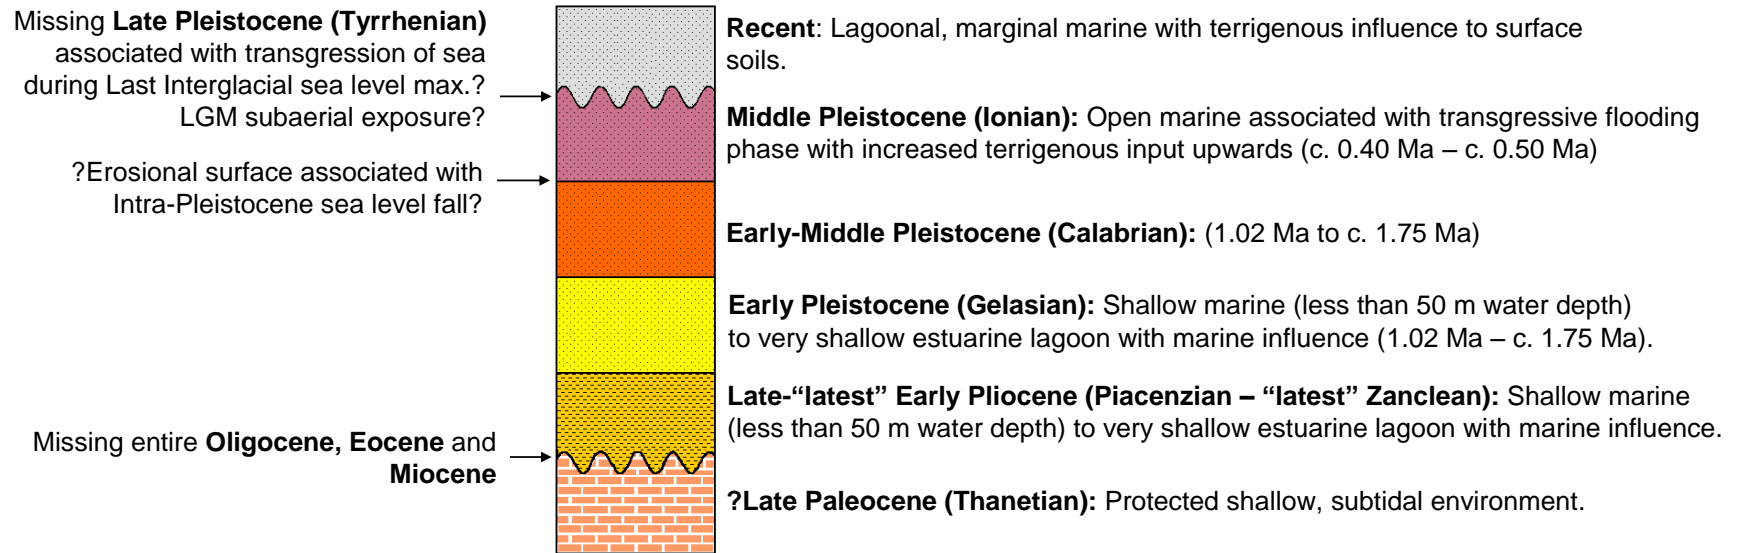 Missing Late Pleistocene (Tyrrhenian)
associated with transgression of sea
during Last Interglacial sea level max.?
LGM subaerial exposure?
?Erosional surface associated with
Intra-Pleistocene sea level fall?
Missing entire Oligocene, Eocene and
Miocene
Recent: Lagoonal, marginal marine with terrigenous influence to surface
soils.
Middle Pleistocene (Ionian): Open marine associated with transgressive flooding
phase with increased terrigenous input upwards (c. 0.40 Ma – c. 0.50 Ma)
Early-Middle Pleistocene (Calabrian): (1.02 Ma to c. 1.75 Ma)
Early Pleistocene (Gelasian): Shallow marine (less than 50 m water depth)
to very shallow estuarine lagoon with marine influence (1.02 Ma – c. 1.75 Ma).
Late-“latest” Early Pliocene (Piacenzian – “latest” Zanclean): Shallow marine
(less than 50 m water depth) to very shallow estuarine lagoon with marine influence.
?Late Paleocene (Thanetian): Protected shallow, subtidal environment.